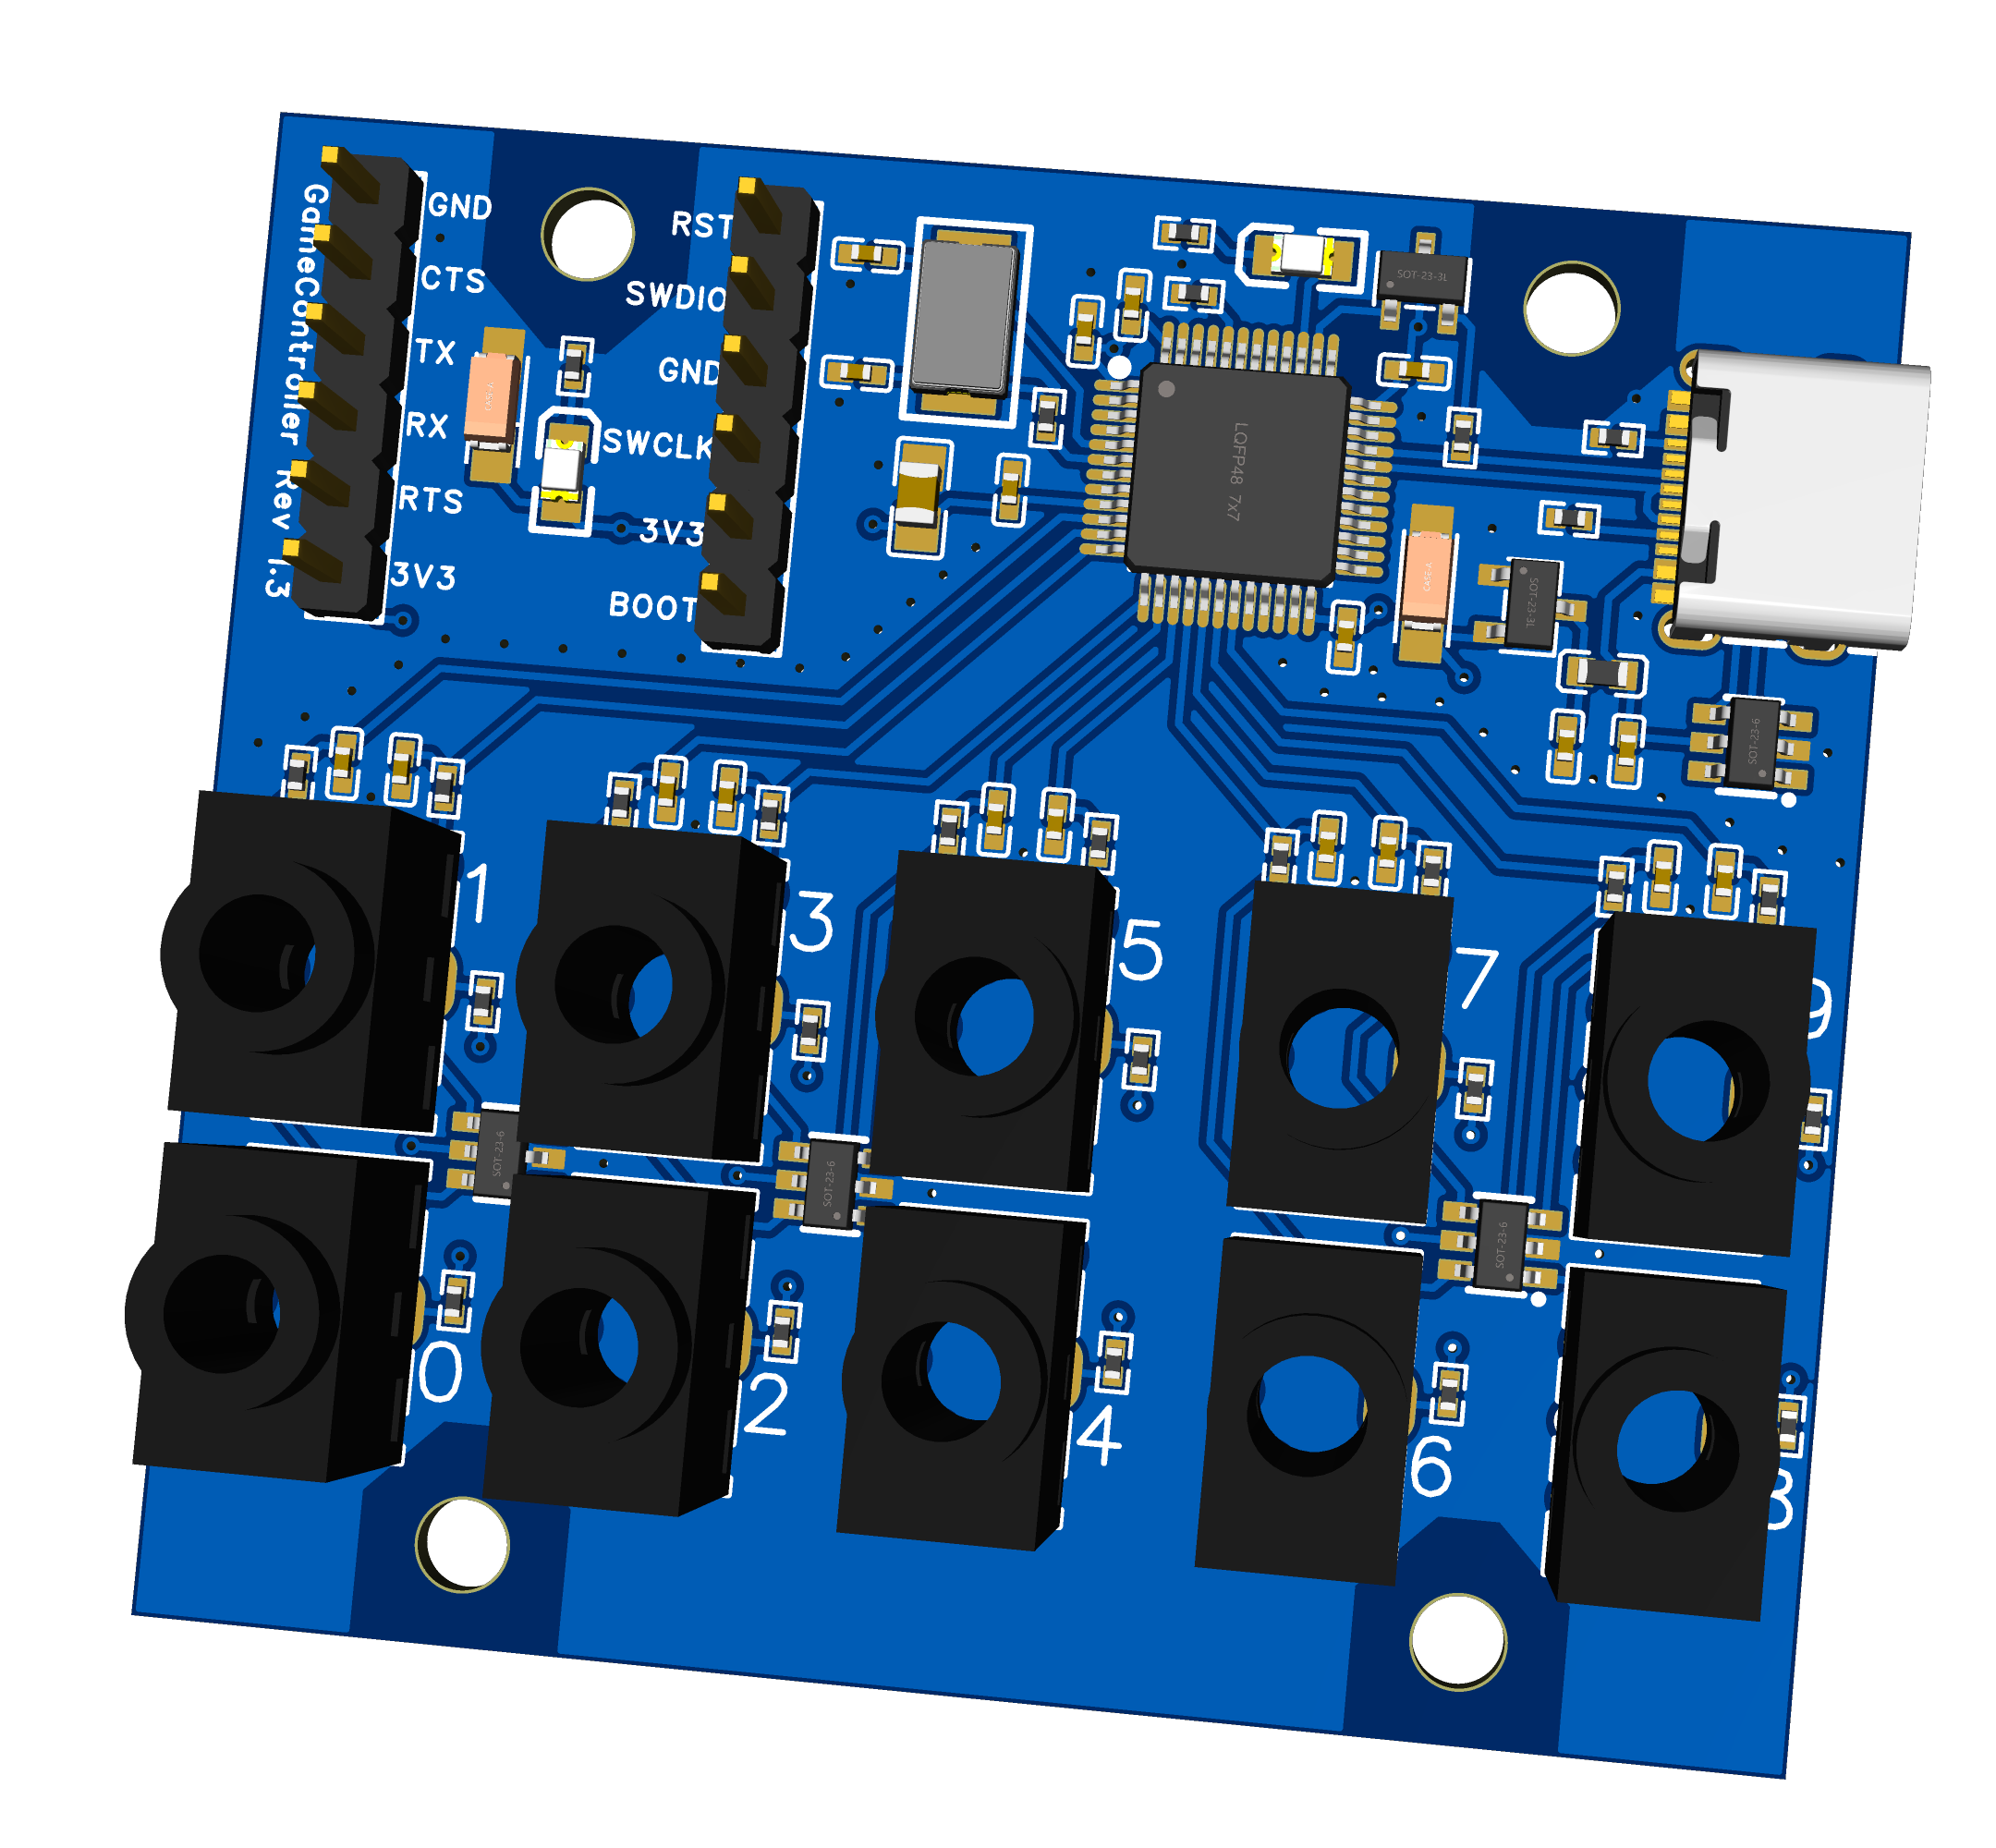 GameController Rev 1.3
GND
CTS
TX
RX
RTS
3V3
RST
SWDIO
GND
SWCLK
3V3
BOOT
SOT-23-3L
LQFP48 7x7
CASE-A
CASE-A
SOT-23-3L
SOT-23-6
1
3
5
7
9
SOT-23-6
SOT-23-6
SOT-23-6
0
2
4
6